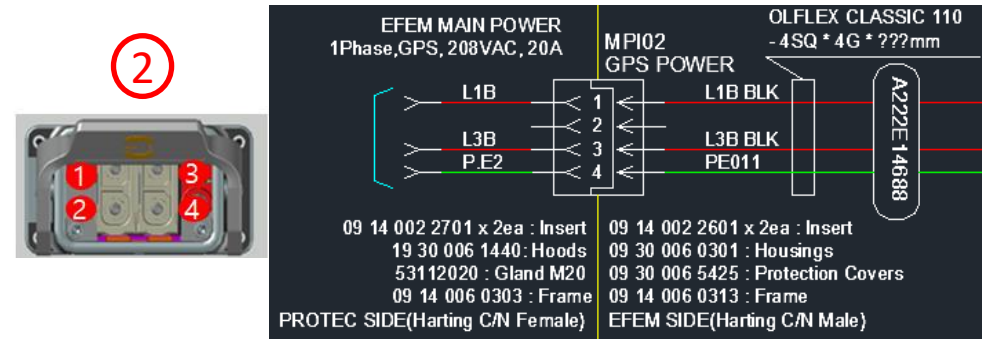 2
1
3
2
4
EFEM MAIN POWER
1Phase,GPS, 208VAC, 20A
MPI02
GPS POWER
OLFLEX CLASSIC 110
- 4SQ * 4G * ???mm
L1B
1
L1B BLK
2
L3B
3
L3B BLK
P.E2
4
PE011
A222E14688
09 14 002 2701 x 2ea : Insert
19 30 006 1440: Hoods
53112020 : Gland M20
09 14 006 0303 : Frame
PROTEC SIDE(Harting C/N Female)
09 14 002 2601 x 2ea : Insert
09 30 006 0301 : Housings
09 30 006 5425 : Protection Covers
09 14 006 0313 : Frame
EFEM SIDE(Harting C/N Male)